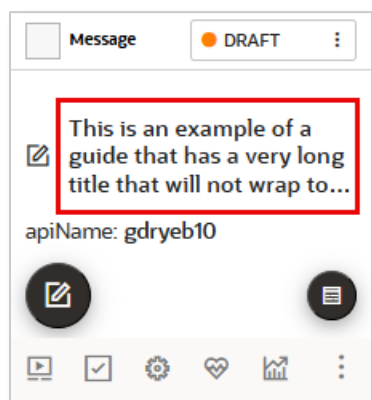 Message
DRAFT
This is an example of a
guide that has a very long
title that will not wrap to...
apiName: gdryeb10